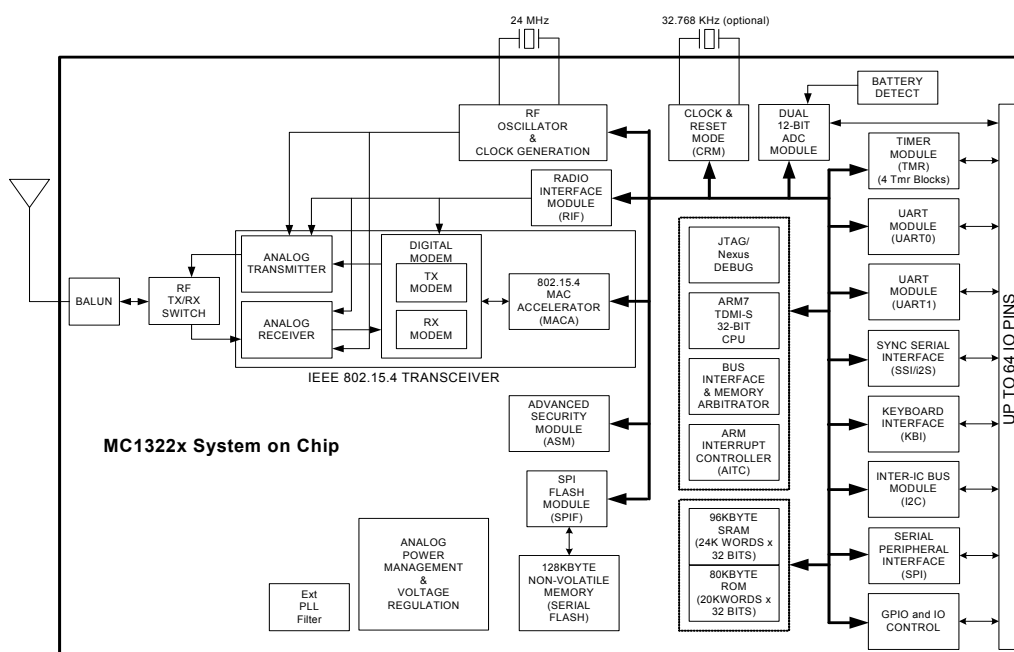 24 MHz
32.768 KHz (optional)
BATTERY
DETECT
RF
OSCILLATOR
&
CLOCK GENERATION
CLOCK &
RESET
MODE
(CRM)
DUAL
12-BIT
ADC
MODULE
TIMER
MODULE
(TMR)
(4 Tmr Blocks)
RADIO
INTERFACE
MODULE
(RIF)
UART
MODULE
(UART0)
JTAG/
Nexus
DEBUG
ANALOG
TRANSMITTER
DIGITAL
MODEM
TX
MODEM
RX
MODEM
802.15.4
MAC
ACCELERATOR
(MACA)
BALUN
RF
TX/RX
SWITCH
ANALOG
RECEIVER
IEEE 802.15.4 TRANSCEIVER
ARM7
TDMI-S
32-BIT
CPU
UART
MODULE
(UART1)
BUS
INTERFACE
& MEMORY
ARBITRATOR
SYNC SERIAL
INTERFACE
(SSI/i2S)
UP TO 64 IO PINS
ADVANCED
SECURITY
MODULE
(ASM)
ARM
INTERRUPT
CONTROLLER
(AITC)
KEYBOARD
INTERFACE
(KBI)
MC1322x System on Chip
SPI
FLASH
MODULE
(SPIF)
INTER-IC BUS
MODULE
(I2C)
ANALOG
POWER
MANAGEMENT
&
VOLTAGE
REGULATION
96KBYTE
SRAM
(24K WORDS x
32 BITS)
SERIAL
PERIPHERAL
INTERFACE
(SPI)
Ext
PLL
Filter
128KBYTE
NON-VOLATILE
MEMORY
(SERIAL
FLASH)
80KBYTE
ROM
(20KWORDS x
32 BITS)
GPIO and IO
CONTROL